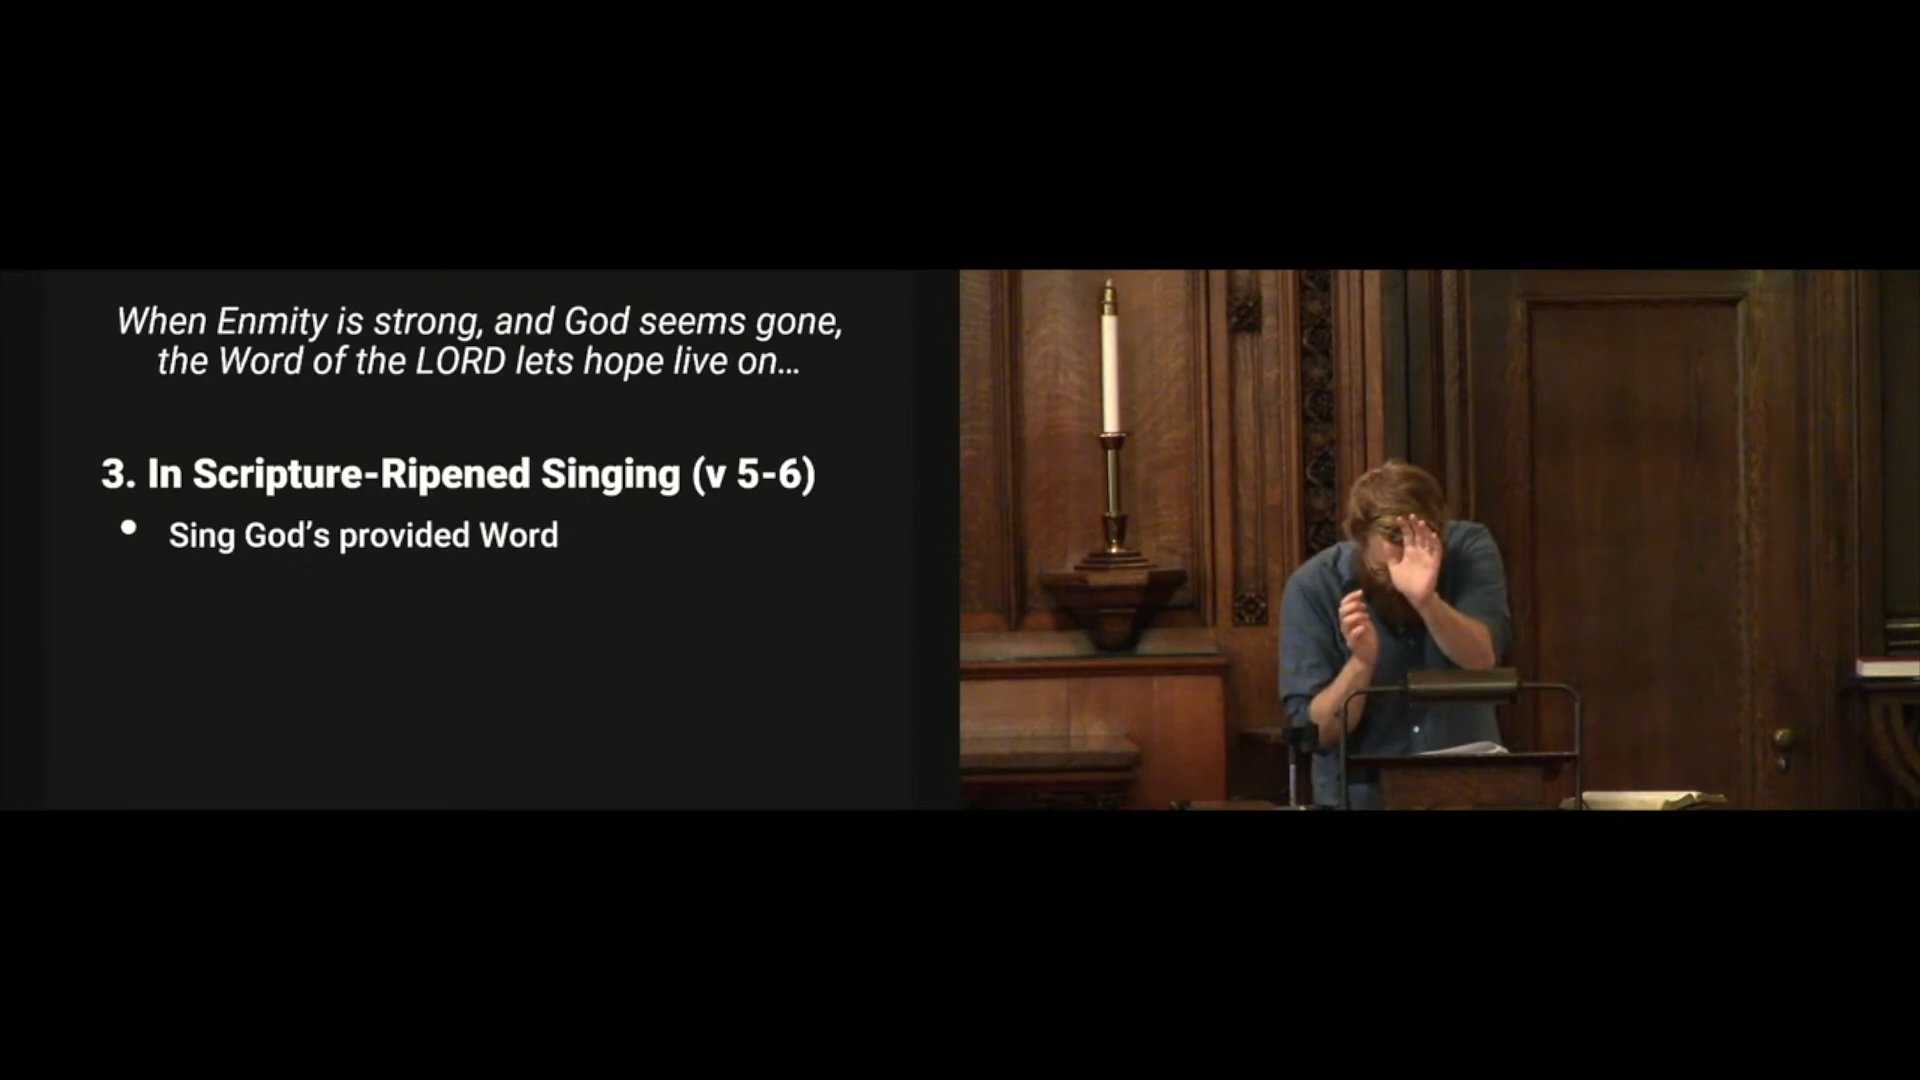 When Enmity is strong, and God seems gone,
the Word of the LORD lets hope live on...
3. In Scripture-Ripened Singing (v 5-6)
• Sing God's provided Word